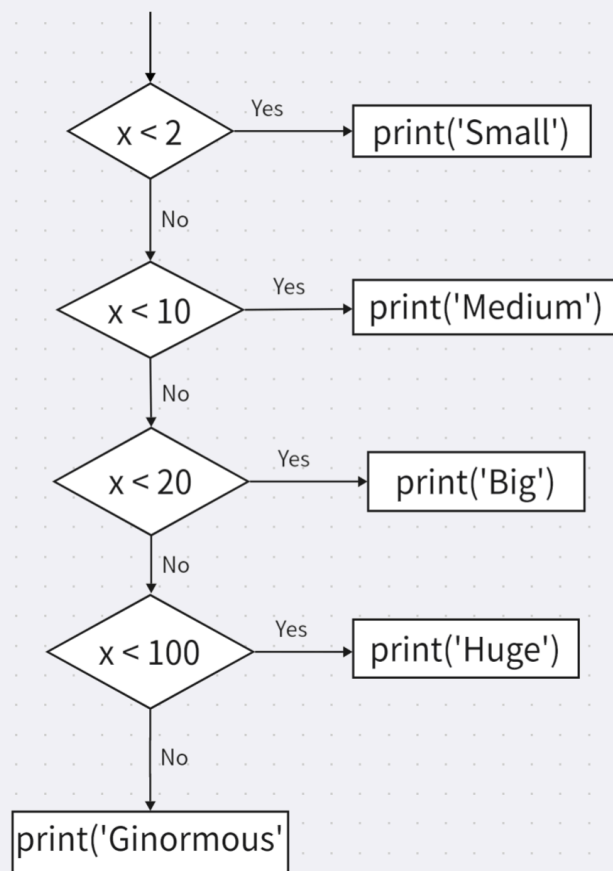 x < 2
Yes
print('Small')
No
x < 10
Yes
print('Medium')
No
x < 20
Yes
print('Big')
No
x < 100
Yes
print('Huge')
No
print('Ginormous'